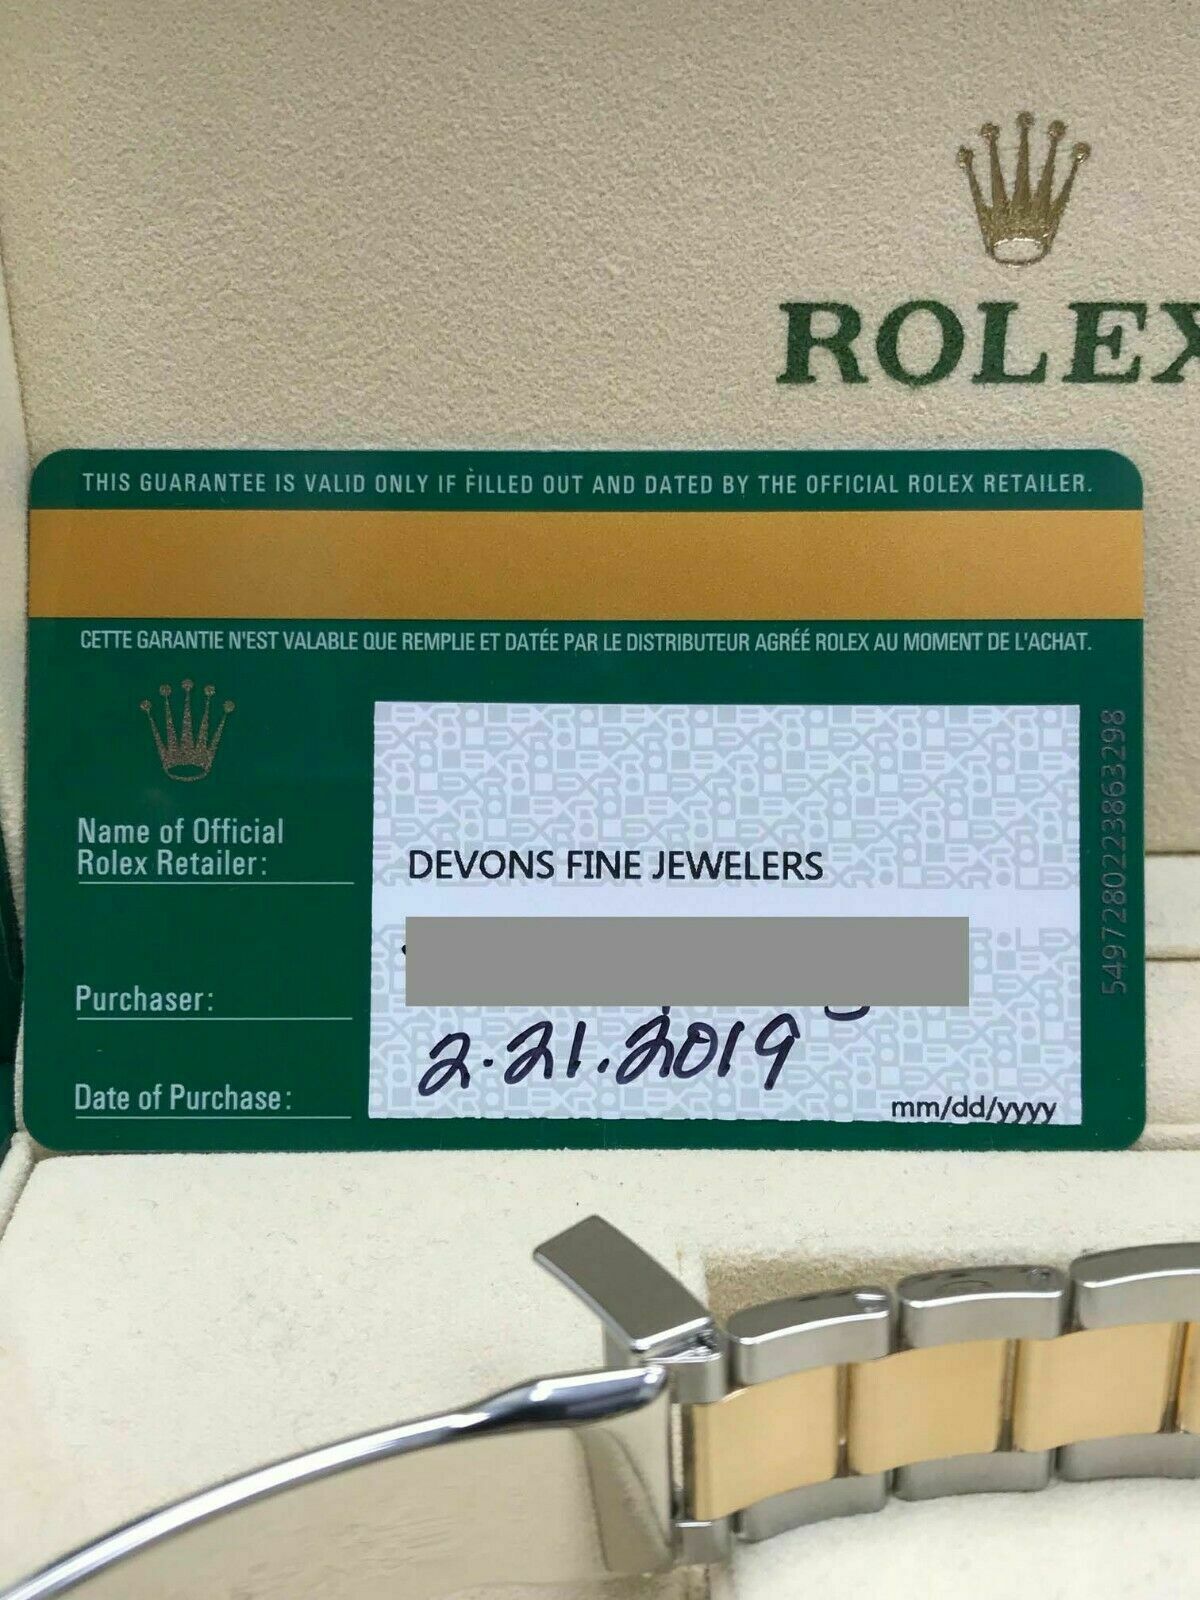 ROLEX
THIS GUARANTEE IS VALID ONLY IF FILLED OUT AND DATED BY THE OFFICIAL ROLEX RETAILER.
CETTE GARANTIE N'EST VALABLE QUE REMPLIE ET DATÉE PAR LE DISTRIBUTEUR AGRÉÉ ROLEX AU MOMENT DE L'ACHAT.
Name of Official
Rolex Retailer:
DEVONS FINE JEWELERS
Purchaser:
2.21.2019
Date of Purchase:
mm/dd/yyyy
5497280223863298